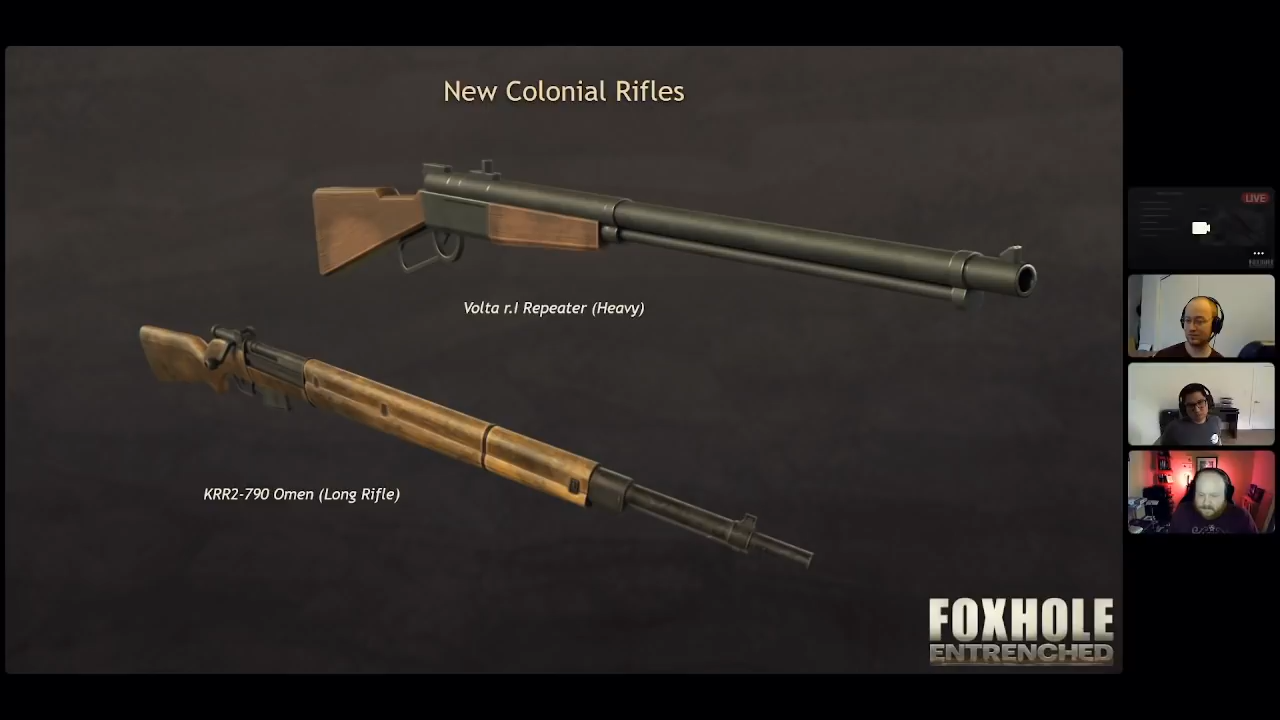 New Colonial Rifles
LIVE
Volta r.I Repeater (Heavy)
KRR2-790 Omen (Long Rifle)
FOXHOLE
ENTRENCHED